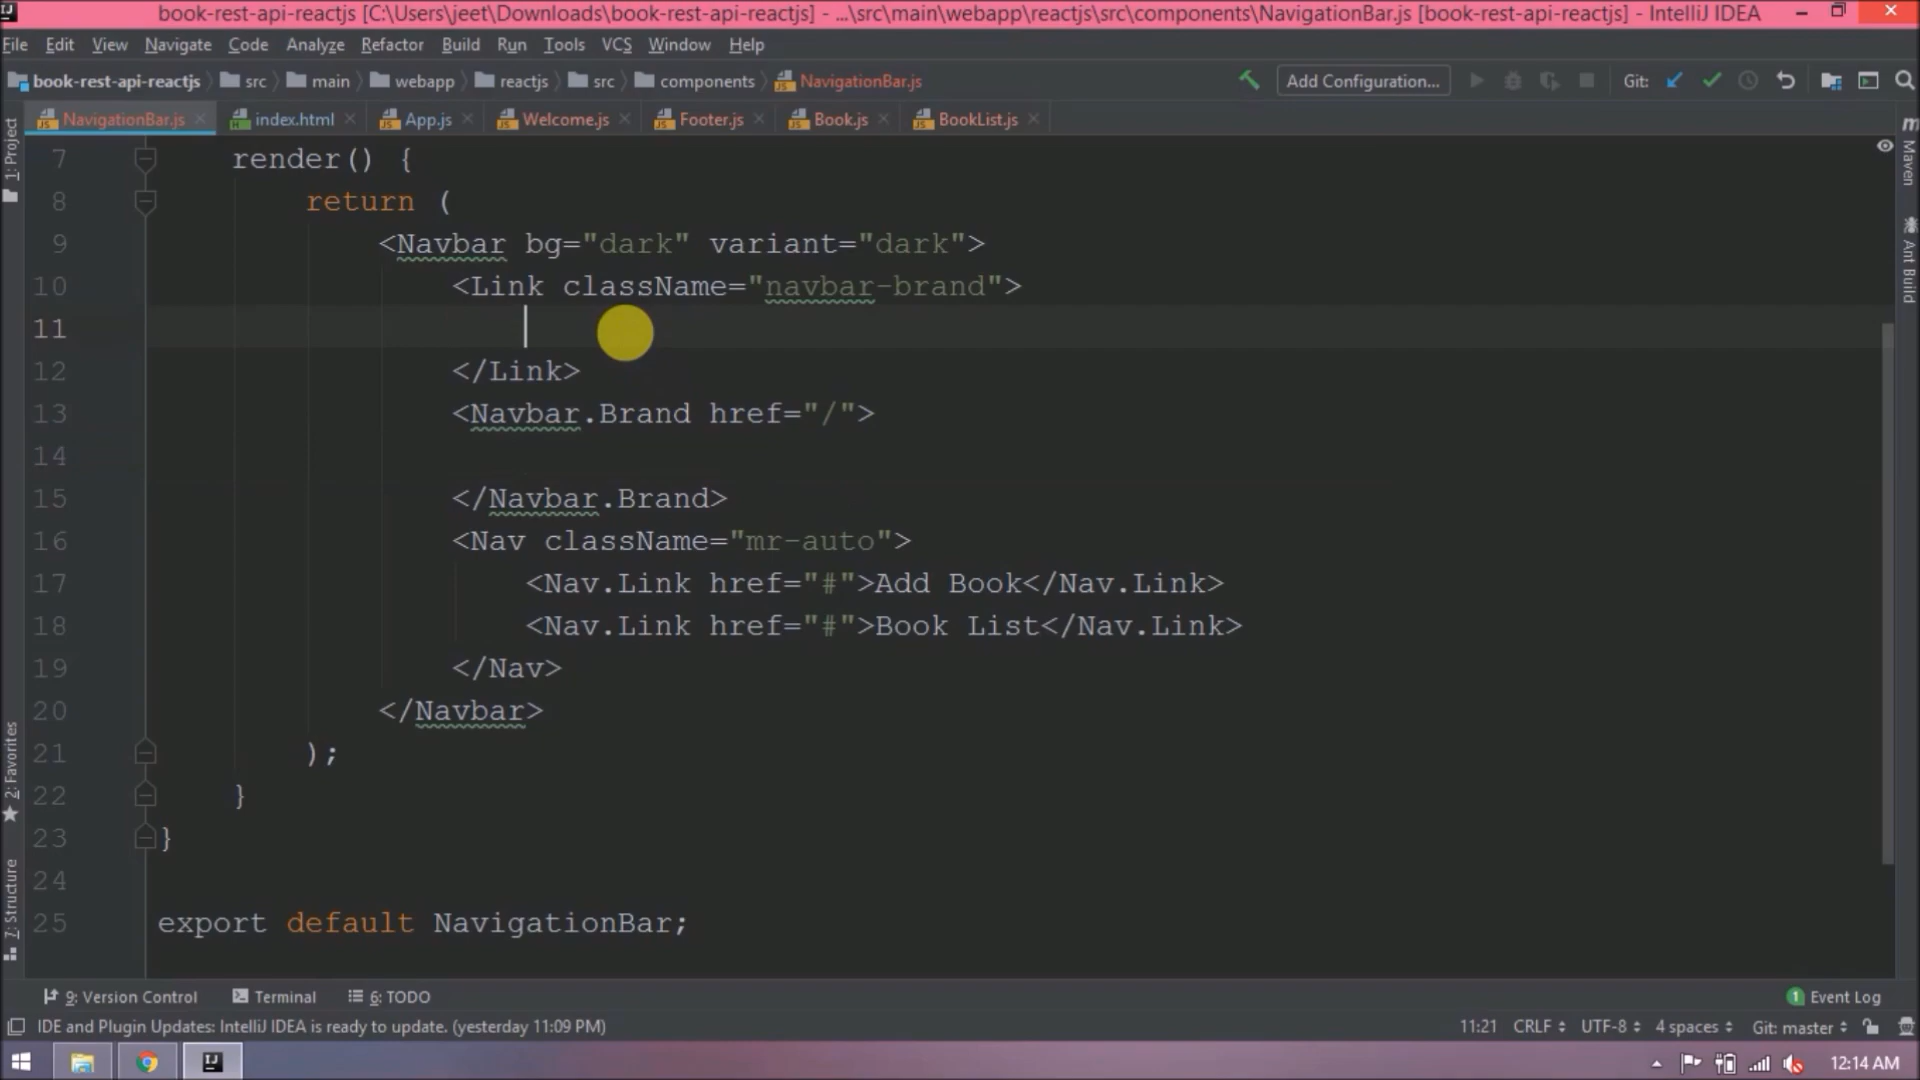 book-rest-api-reactjs [C:\Users\jeet\Downloads\book-rest-api-reactjs] - ...\src\main\webapp\reactjs\src\components\NavigationBar.js [book-rest-api-reactjs] - IntelliJ IDEA
File Edit View Navigate Code Analyze Refactor Build Run Tools VCS Window Help
book-rest-api-reactjs src main webapp reactjs src components NavigationBar.js Add Configuration... Git:
NavigationBar.js index.html App.js Welcome.js Footer.js Book.js BookList.js
1: Project
m Maven
Ant Build
2: Favorites
7: Structure
7 render() {
8 return (
9 <Navbar bg="dark" variant="dark">
10 <Link className="navbar-brand">
11
12 </Link>
13 <Navbar.Brand href="/">
14
15 </Navbar.Brand>
16 <Nav className="mr-auto">
17 <Nav.Link href="#">Add Book</Nav.Link>
18 <Nav.Link href="#">Book List</Nav.Link>
19 </Nav>
20 </Navbar>
21 );
22 }
23 }
24
25 export default NavigationBar;
9: Version Control Terminal 6: TODO 1 Event Log
IDE and Plugin Updates: IntelliJ IDEA is ready to update. (yesterday 11:09 PM) 11:21 CRLF UTF-8 4 spaces Git: master
IJ 12:14 AM